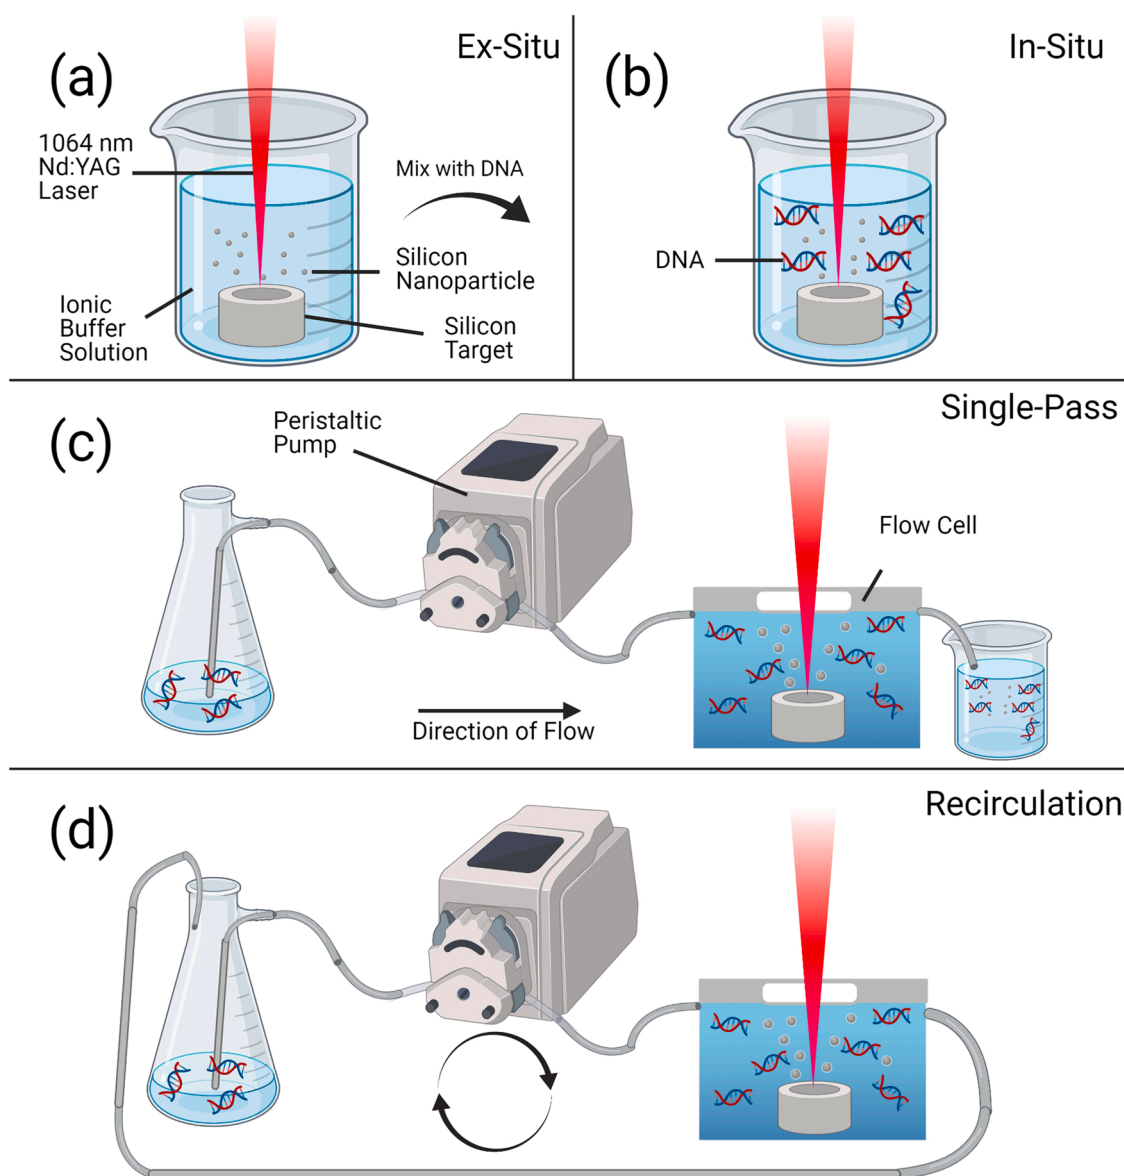 (a)
Ex-Situ
1064 nm
Nd:YAG
Laser
Mix with DNA
Silicon
Nanoparticle
Ionic
Buffer
Solution
Silicon
Target
(b)
In-Situ
DNA
(c)
Single-Pass
Peristaltic
Pump
Flow Cell
Direction of Flow
(d)
Recirculation